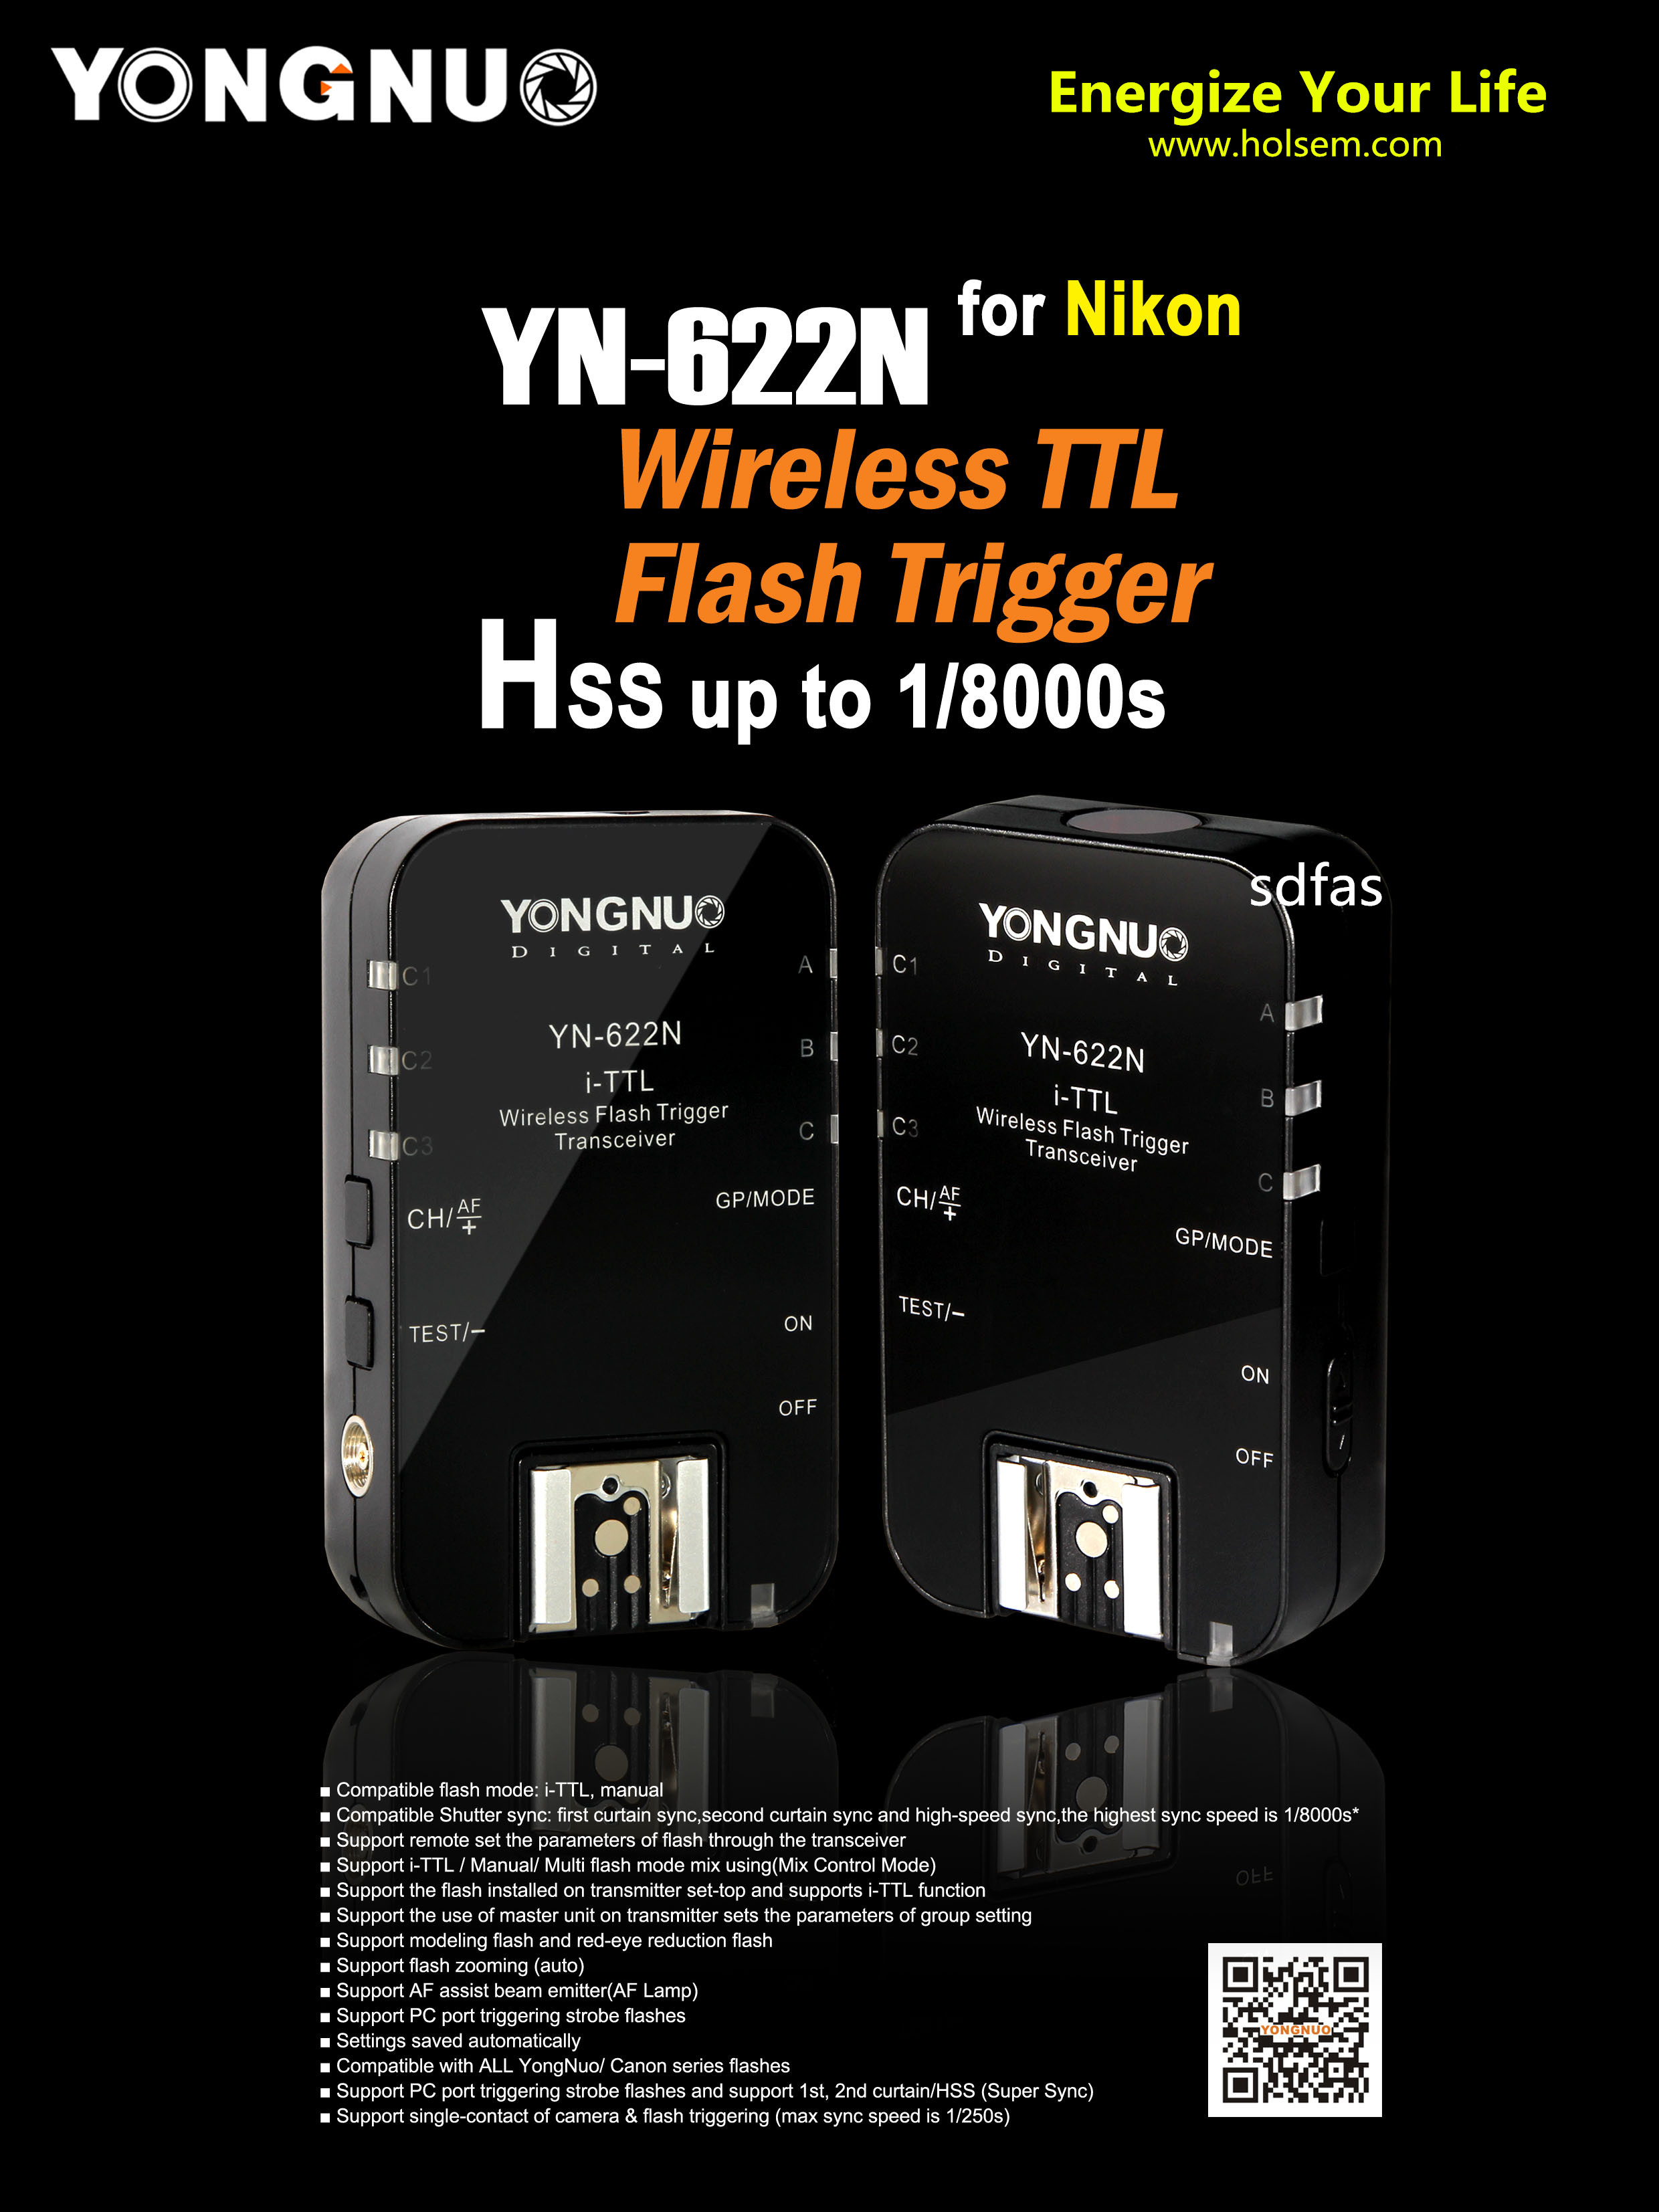 YONGNUO
Energize Your Life
www.holsem.com
YN-622N for Nikon
Wireless TTL
Flash Trigger
HSS up to 1/8000s
YONGNUO
DIGITAL
C1 A
YN-622N
C2 B
i-TTL
Wireless Flash Trigger
C3 Transceiver C
CH/AF+ GP/MODE
TEST/− ON
OFF
sdfas
YONGNUO
DIGITAL
C1 A
C2 YN-622N
i-TTL B
C3 Wireless Flash Trigger
Transceiver C
CH/AF+ GP/MODE
TEST/−
ON
OFF
OFF
■ Compatible flash mode: i-TTL, manual
■ Compatible Shutter sync: first curtain sync,second curtain sync and high-speed sync,the highest sync speed is 1/8000s*
■ Support remote set the parameters of flash through the transceiver
■ Support i-TTL / Manual/ Multi flash mode mix using(Mix Control Mode)
■ Support the flash installed on transmitter set-top and supports i-TTL function
■ Support the use of master unit on transmitter sets the parameters of group setting
■ Support modeling flash and red-eye reduction flash
■ Support flash zooming (auto)
■ Support AF assist beam emitter(AF Lamp)
■ Support PC port triggering strobe flashes
■ Settings saved automatically
■ Compatible with ALL YongNuo/ Canon series flashes
■ Support PC port triggering strobe flashes and support 1st, 2nd curtain/HSS (Super Sync)
■ Support single-contact of camera & flash triggering (max sync speed is 1/250s)
YONGNUO